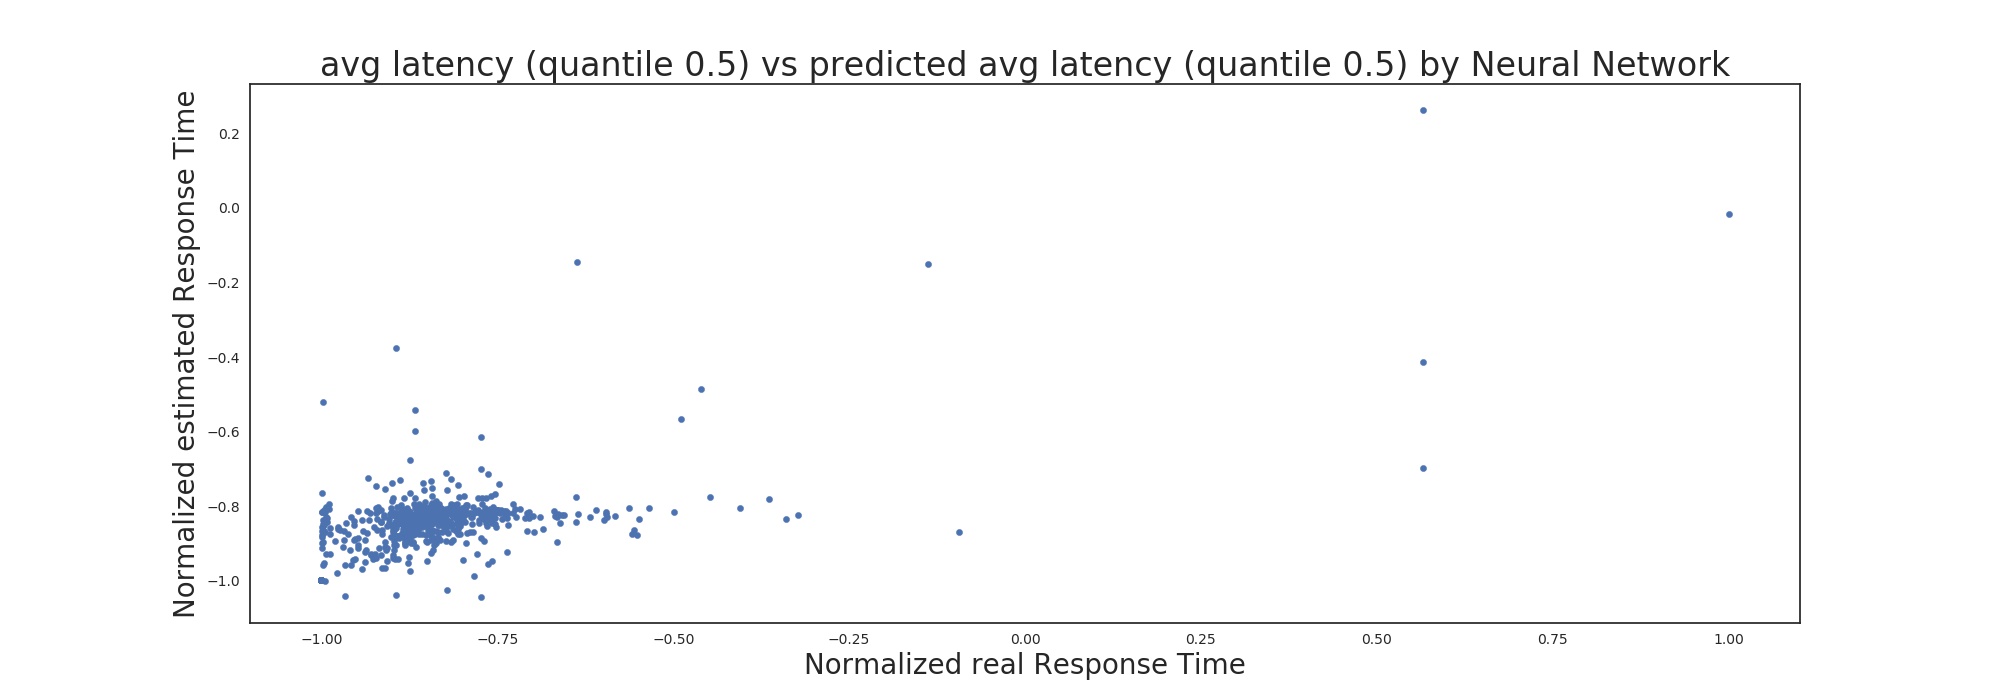 avg latency (quantile 0.5) vs predicted avg latency (quantile 0.5) by Neural Network
Normalized estimated Response Time
0.2
0.0
−0.2
−0.4
−0.6
−0.8
−1.0
−1.00 −0.75 −0.50 −0.25 0.00 0.25 0.50 0.75 1.00
Normalized real Response Time